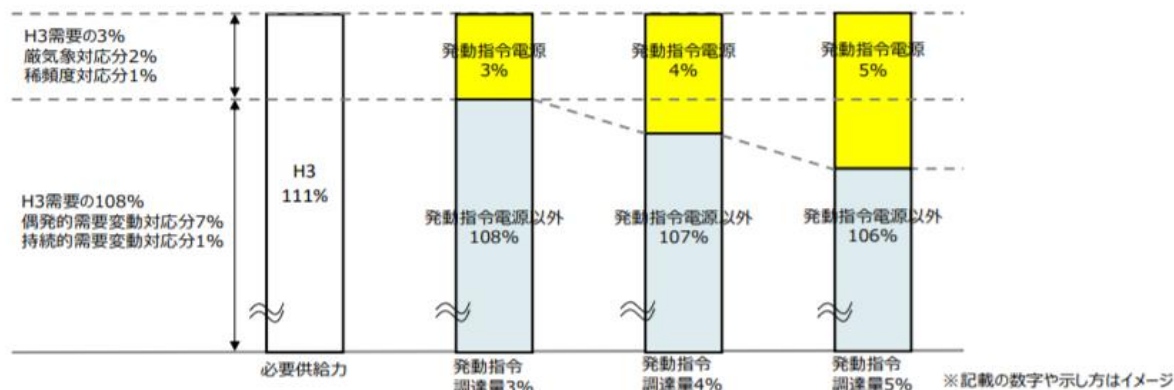 H3需要の3%
厳気象対応分2%
稀頻度対応分1%
H3需要の108%
偶発的需要変動対応分7%
持続的需要変動対応分1%
H3
111%
必要供給力
発動指令電源
3%
発動指令電源以外
108%
発動指令
調達量3%
発動指令電源
4%
発動指令電源以外
107%
発動指令
調達量4%
発動指令電源
5%
発動指令電源以外
106%
発動指令
調達量5%
※記載の数字や示し方はイメージ